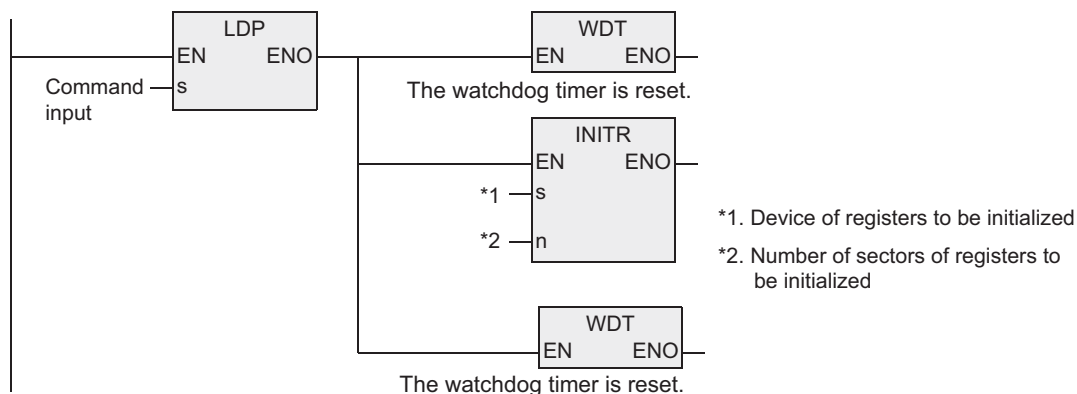 LDP
EN ENO
Command
input
s
WDT
EN ENO
The watchdog timer is reset.
INITR
EN ENO
*1 s
*2 n
*1. Device of registers to be initialized
*2. Number of sectors of registers to
be initialized
WDT
EN ENO
The watchdog timer is reset.